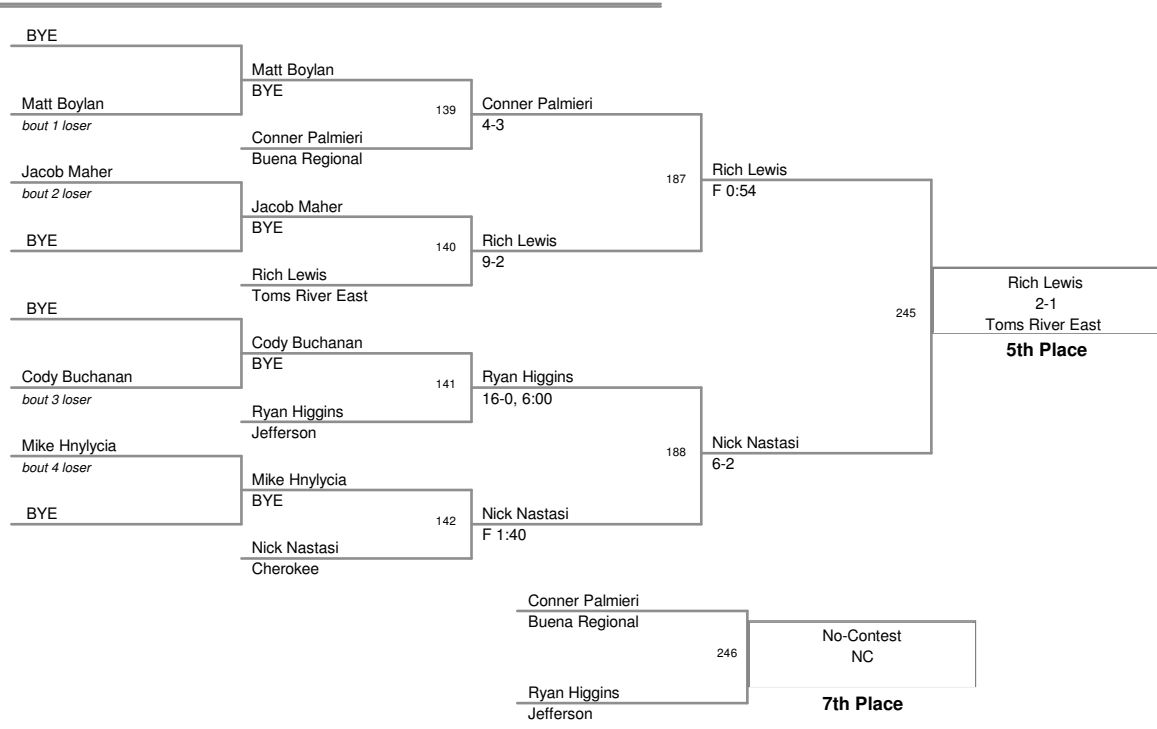 BYE
Matt Boylan
bout 1 loser
Jacob Maher
bout 2 loser
BYE
BYE
Cody Buchanan
bout 3 loser
Mike Hnylycia
bout 4 loser
BYE
Matt Boylan
BYE
139
Conner Palmieri
Buena Regional
Jacob Maher
BYE
140
Rich Lewis
Toms River East
Cody Buchanan
BYE
141
Ryan Higgins
Jefferson
Mike Hnylycia
BYE
142
Nick Nastasi
Cherokee
Conner Palmieri
4-3
187
Rich Lewis
9-2
Ryan Higgins
16-0, 6:00
188
Nick Nastasi
F 1:40
Rich Lewis
F 0:54
245
Nick Nastasi
6-2
Rich Lewis
2-1
Toms River East
5th Place
Conner Palmieri
Buena Regional
246
Ryan Higgins
Jefferson
No-Contest
NC
7th Place